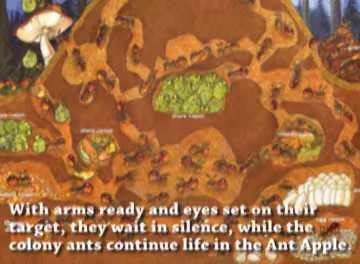 With arms ready and eyes set on their
target, they wait in silence, while the
colony ants continue life in the Ant Apple.